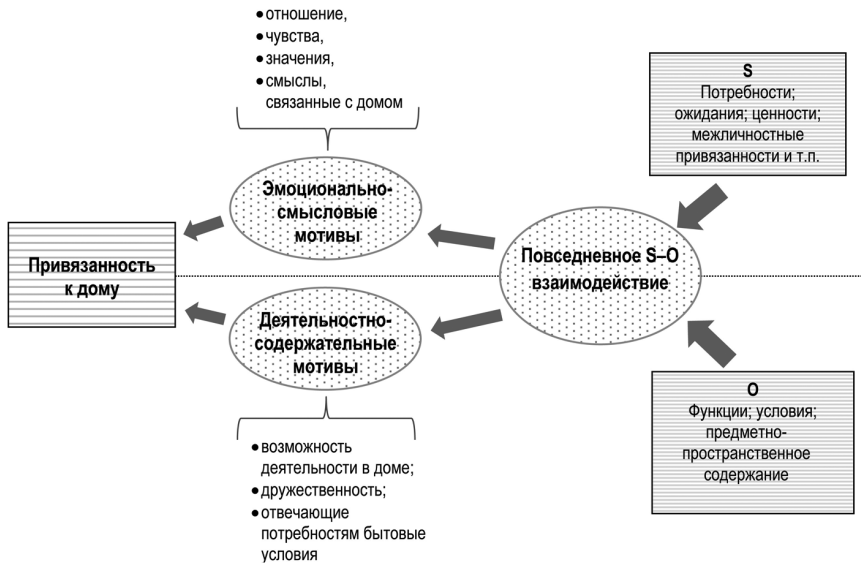 • отношение,
• чувства,
• значения,
• смыслы,
связанные с домом
S
Потребности;
ожидания; ценности;
межличностные
привязанности и т.п.
Эмоционально-
смысловые
мотивы
Привязанность
к дому
Повседневное S–O
взаимодействие
Деятельностно-
содержательные
мотивы
O
Функции; условия;
предметно-
пространственное
содержание
• возможность
деятельности в доме;
• дружественность;
• отвечающие
потребностям бытовые
условия